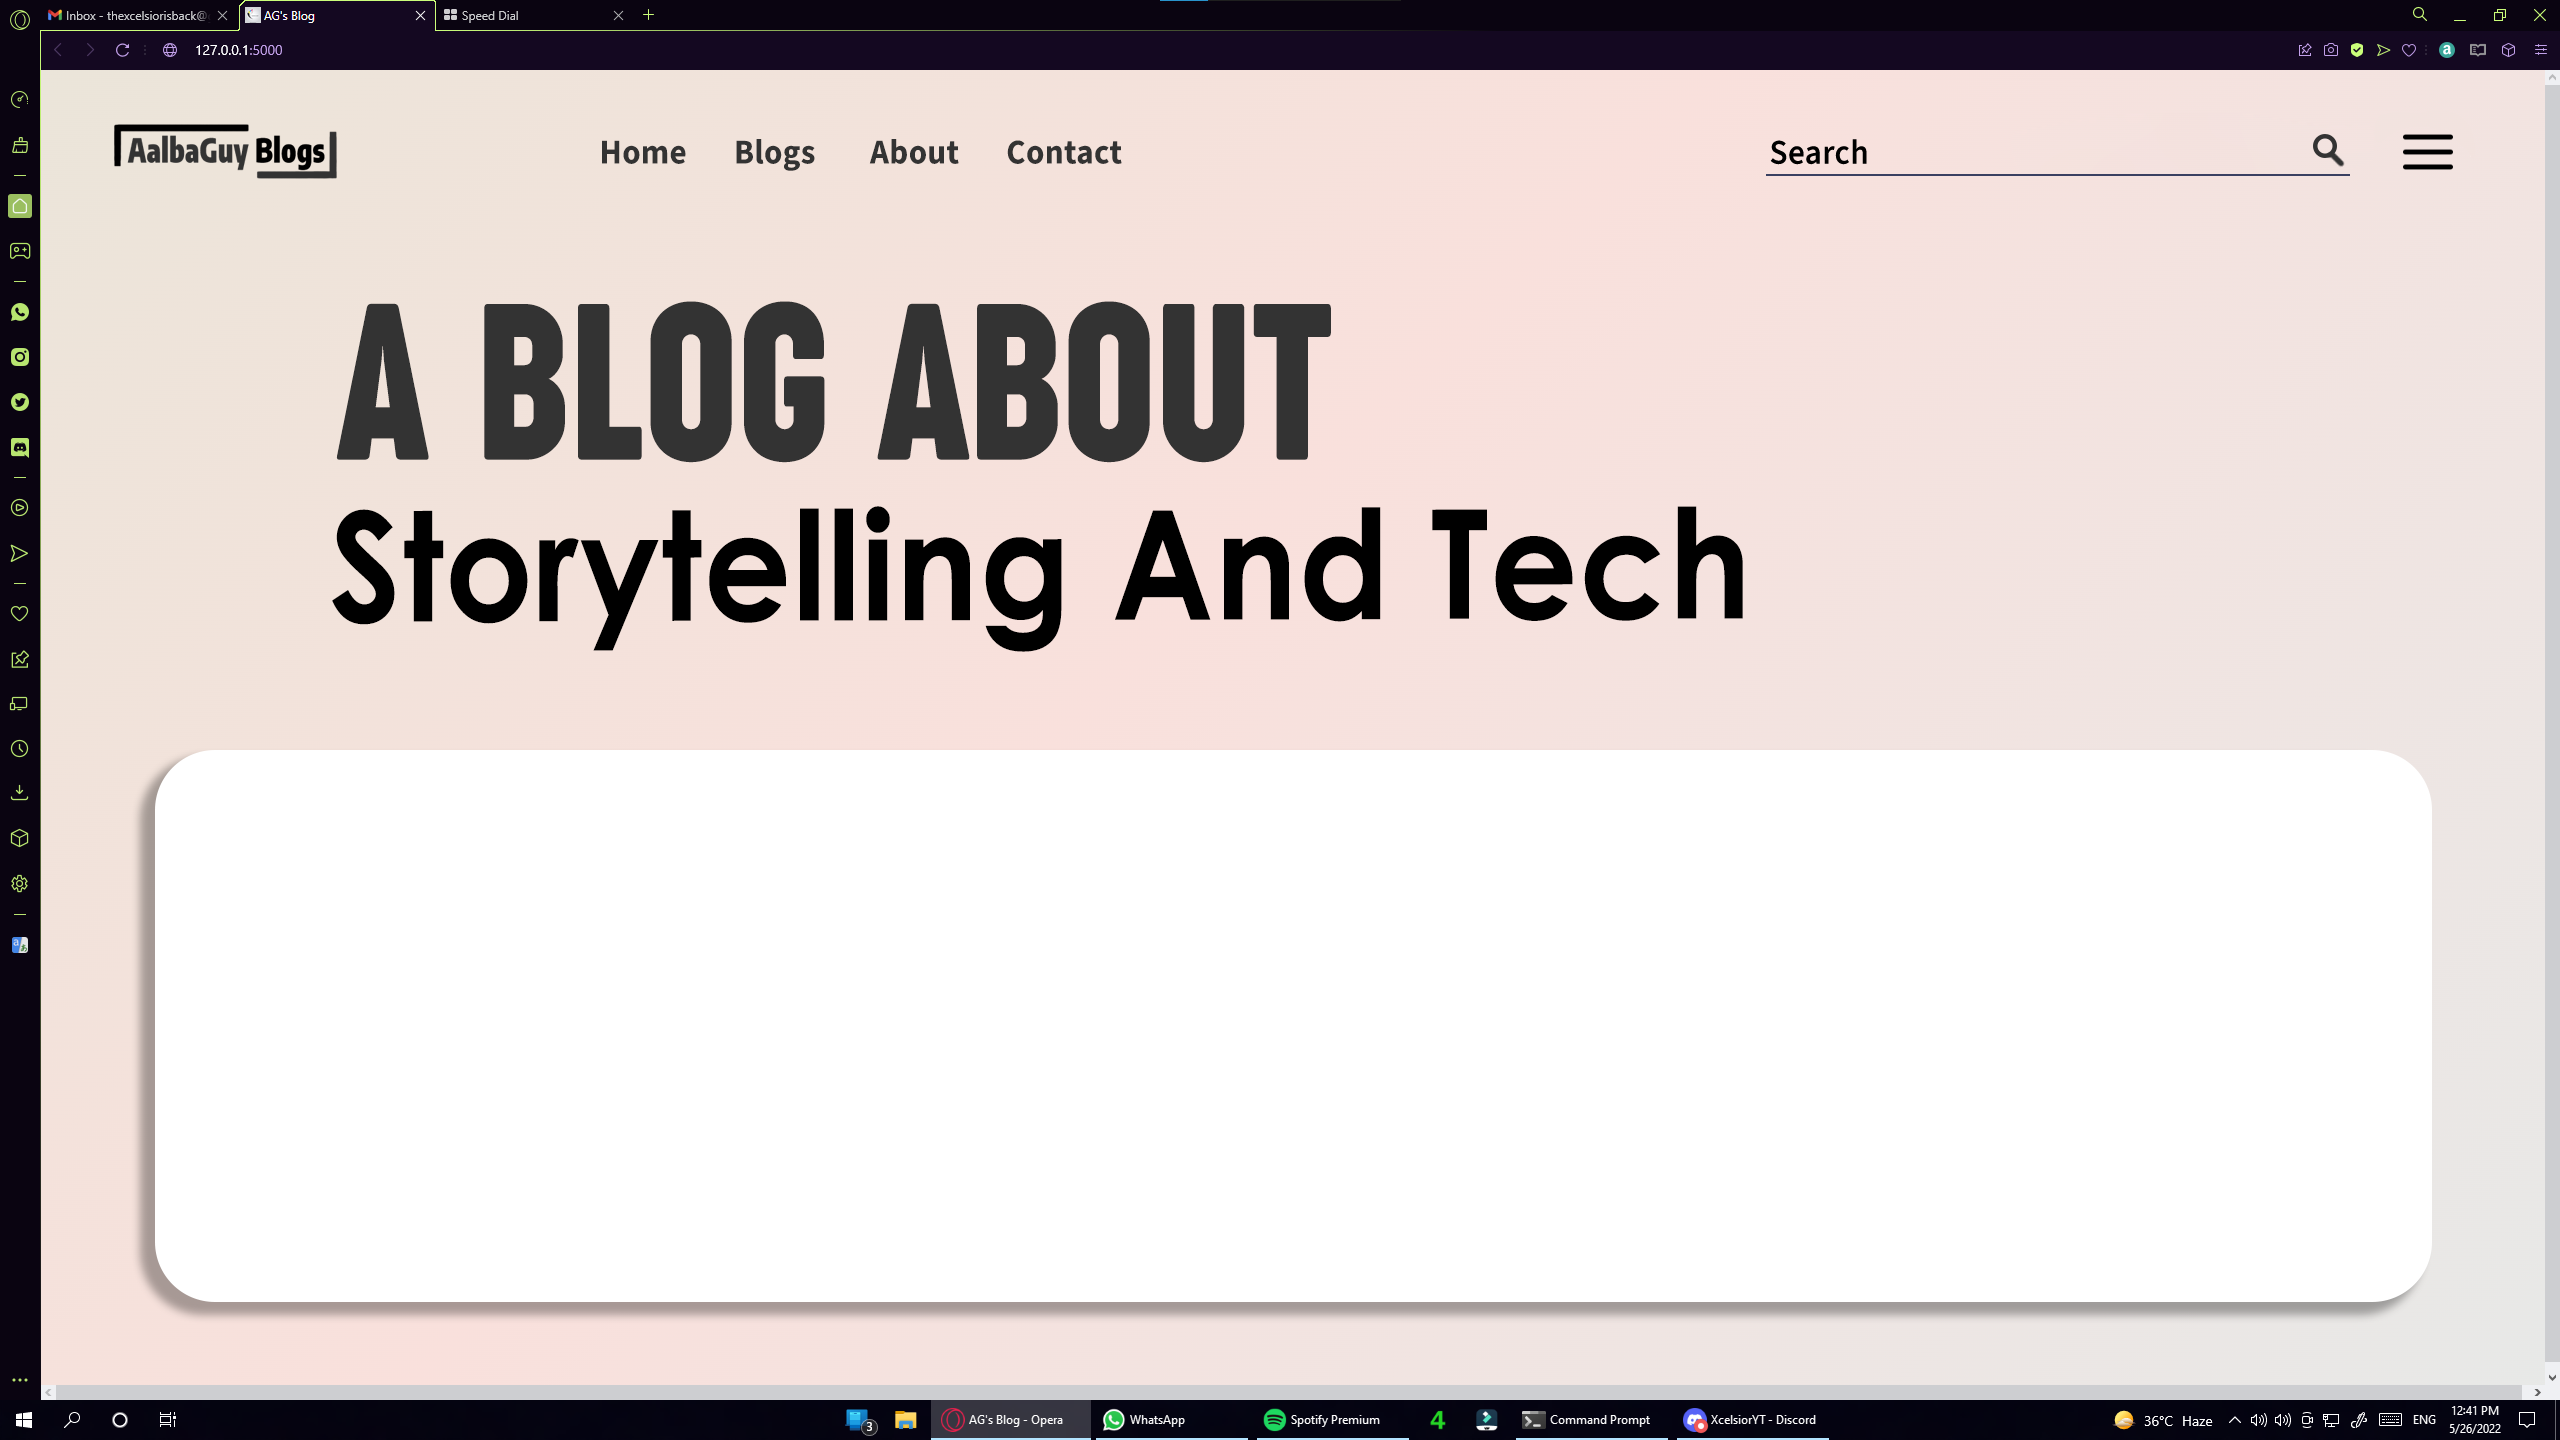 Inbox - thexcelsiorisback@
AG's Blog
Speed Dial
127.0.0.1:5000
AalbaGuy Blogs
Home
Blogs
About
Contact
Search
A BLOG ABOUT
Storytelling And Tech
3
AG's Blog - Opera
WhatsApp
Spotify Premium
4
Command Prompt
XcelsiorYT - Discord
36°C Haze
ENG
12:41 PM
5/26/2022